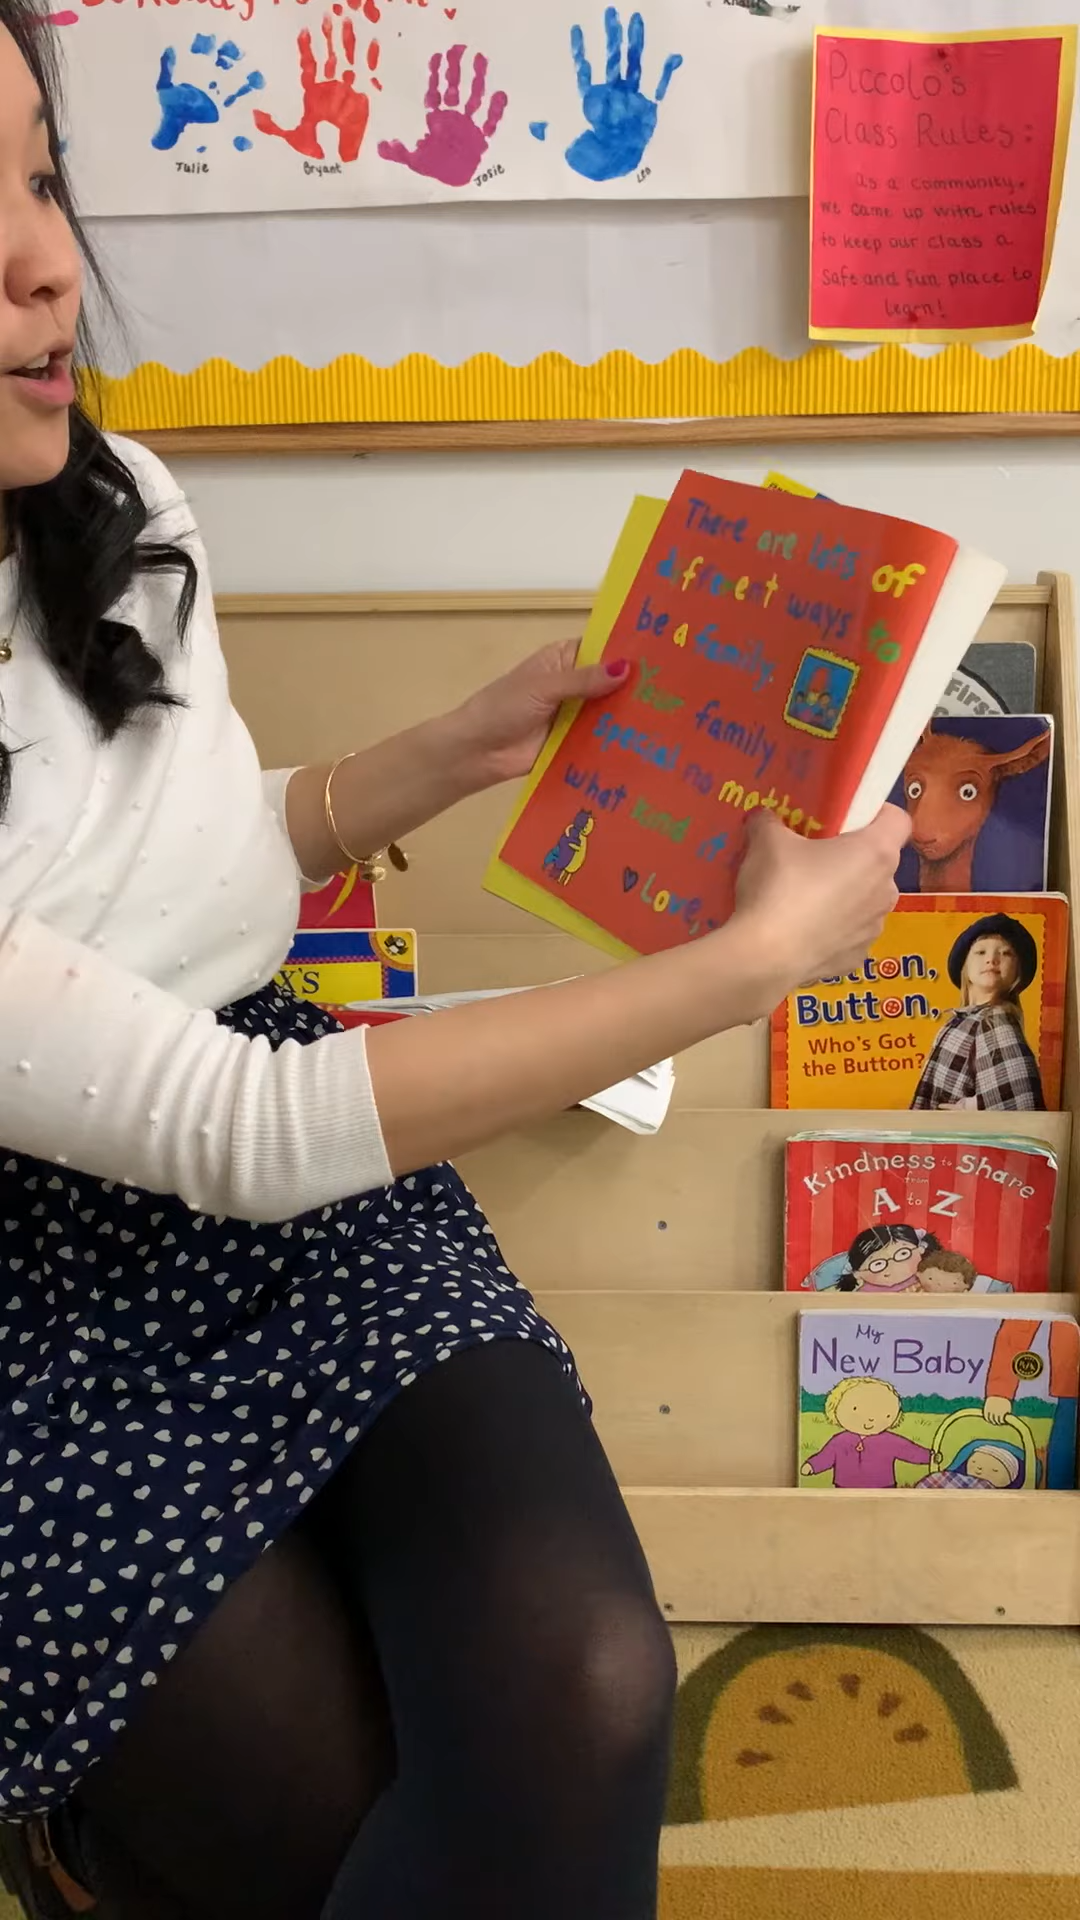 Julie
Bryant
Josie
Leo
Piccolo's
Class Rules:
as a community,
we came up with rules
to keep our class a
safe and fun place to
learn!
There are lots of
different ways to
be a family.
Your family is
special no matter
what kind it
Love,
First
X'S
Button,
Button,
Who's Got
the Button?
Kindness to Share
from
A to Z
My
New Baby